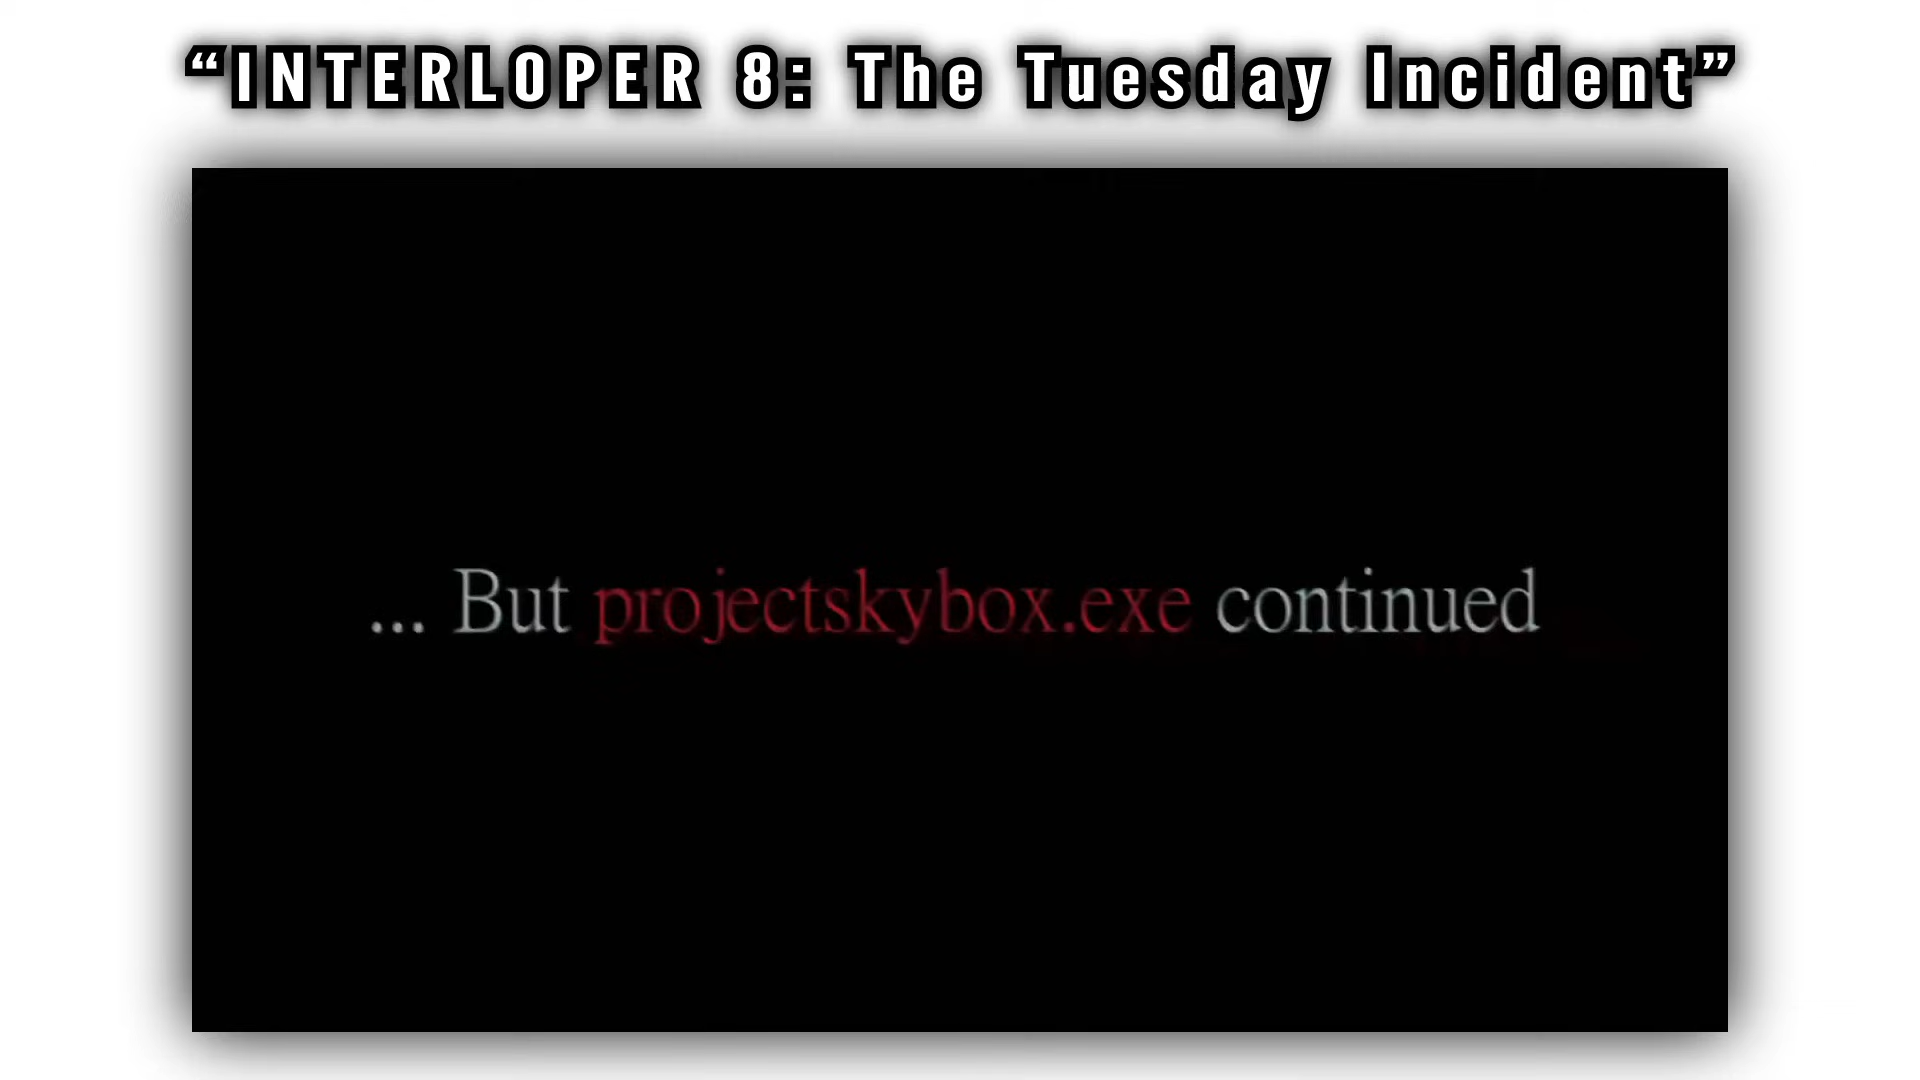 “INTERLOPER 8: The Tuesday Incident”
... But projectskybox.exe continued